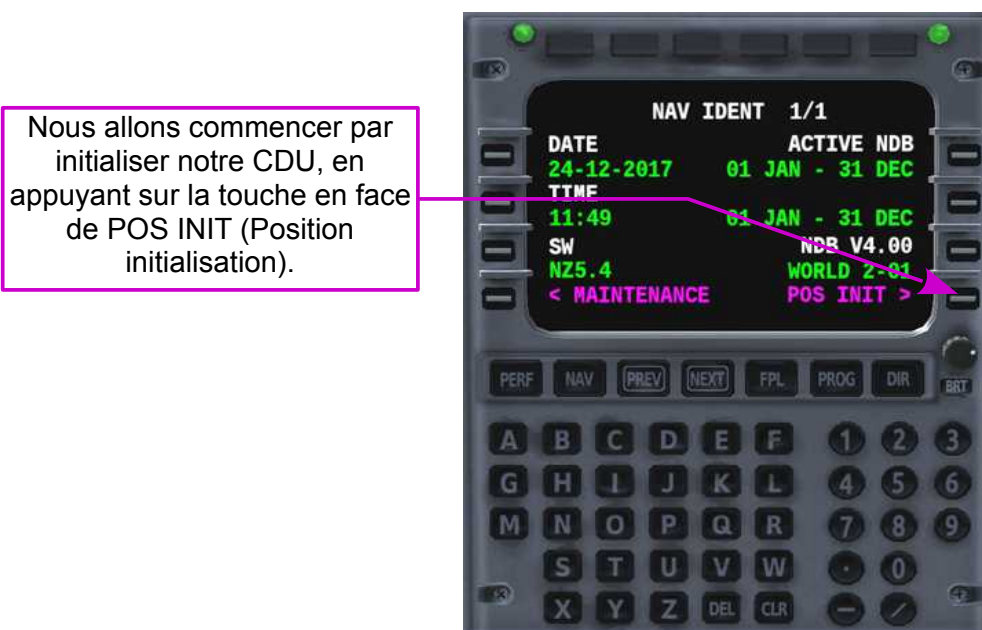 Nous allons commencer par
initialiser notre CDU, en
appuyant sur la touche en face
de POS INIT (Position
initialisation).
NAV IDENT 1/1
DATE ACTIVE NDB
24-12-2017 01 JAN - 31 DEC
TIME
11:49 01 JAN - 31 DEC
SW NDB V4.00
NZ5.4 WORLD 2-01
< MAINTENANCE POS INIT >
PERF NAV PREV NEXT FPL PROG DIR BRT
A B C D E F 1 2 3
G H I J K L 4 5 6
M N O P Q R 7 8 9
S T U V W . 0
X Y Z DEL CLR - /